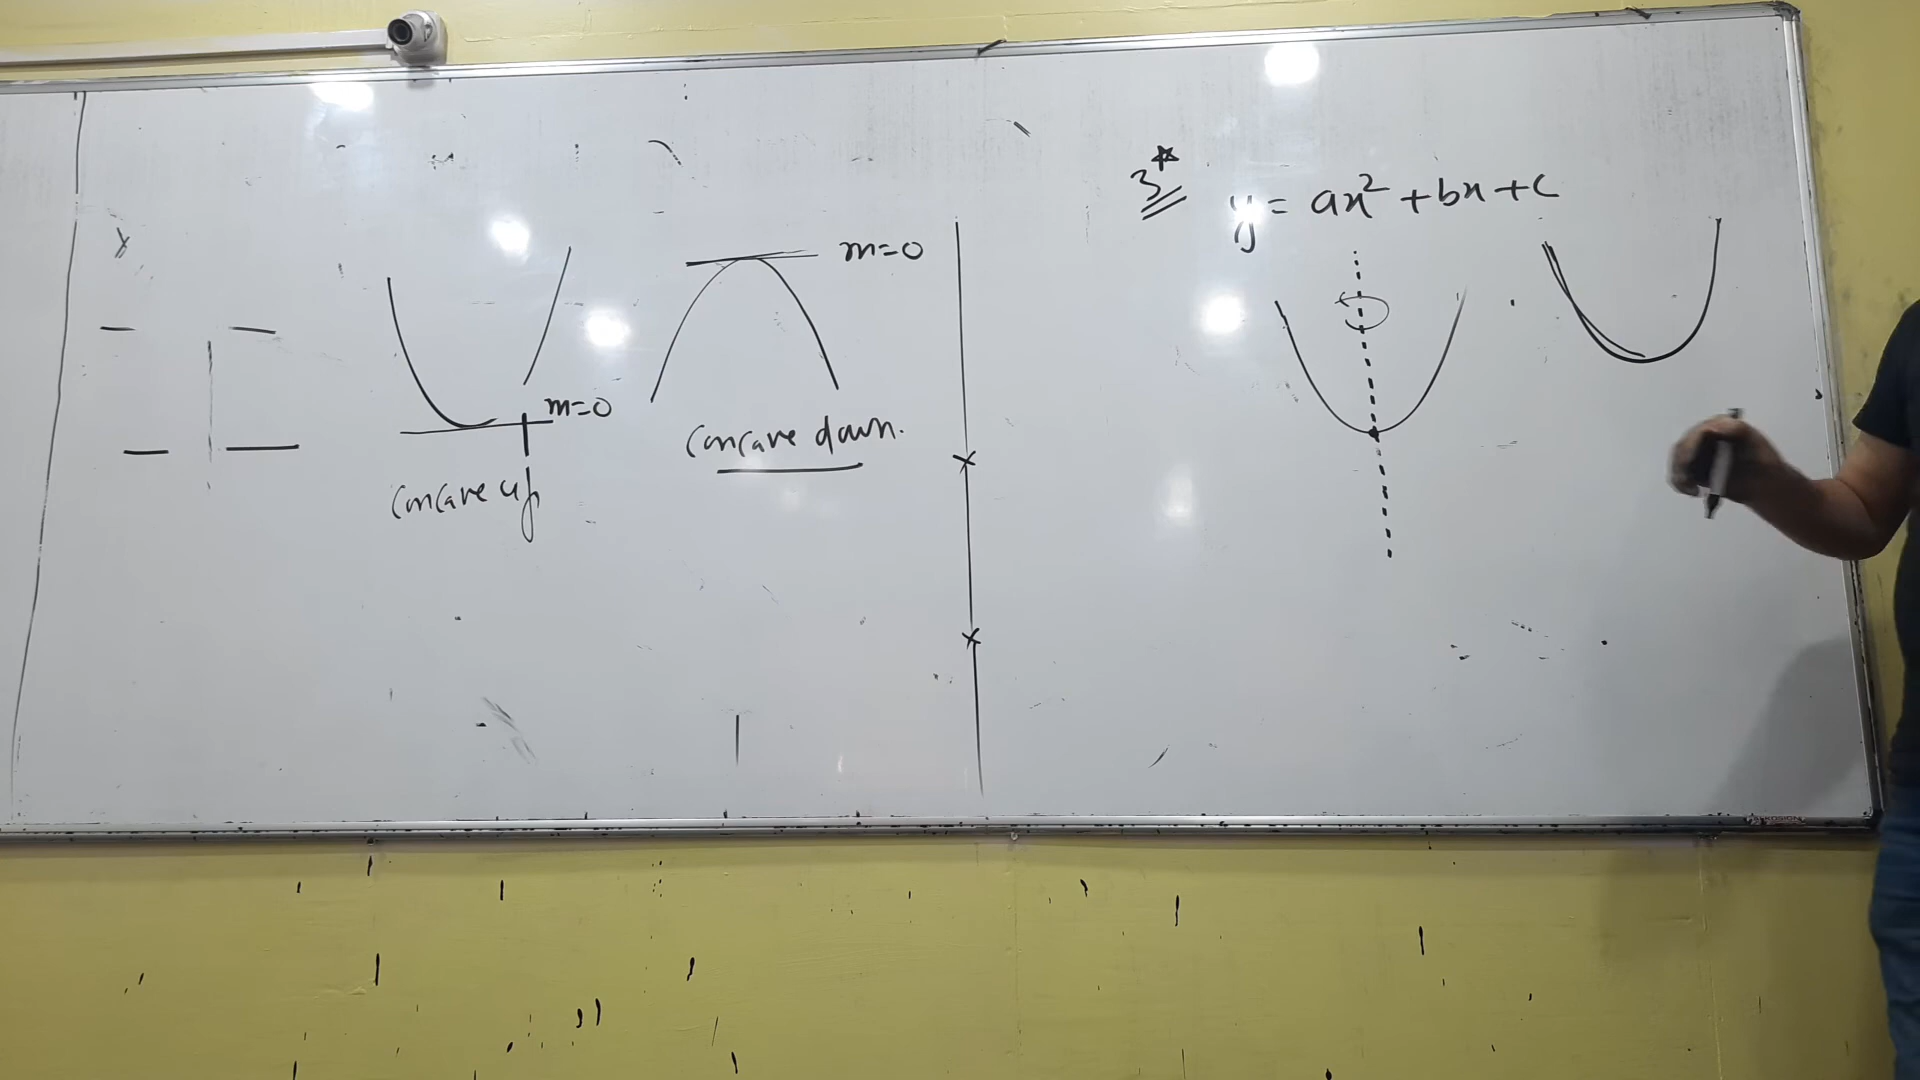 m=0
m=0
concave up
concave down.
3*
y = ax² + bx + c